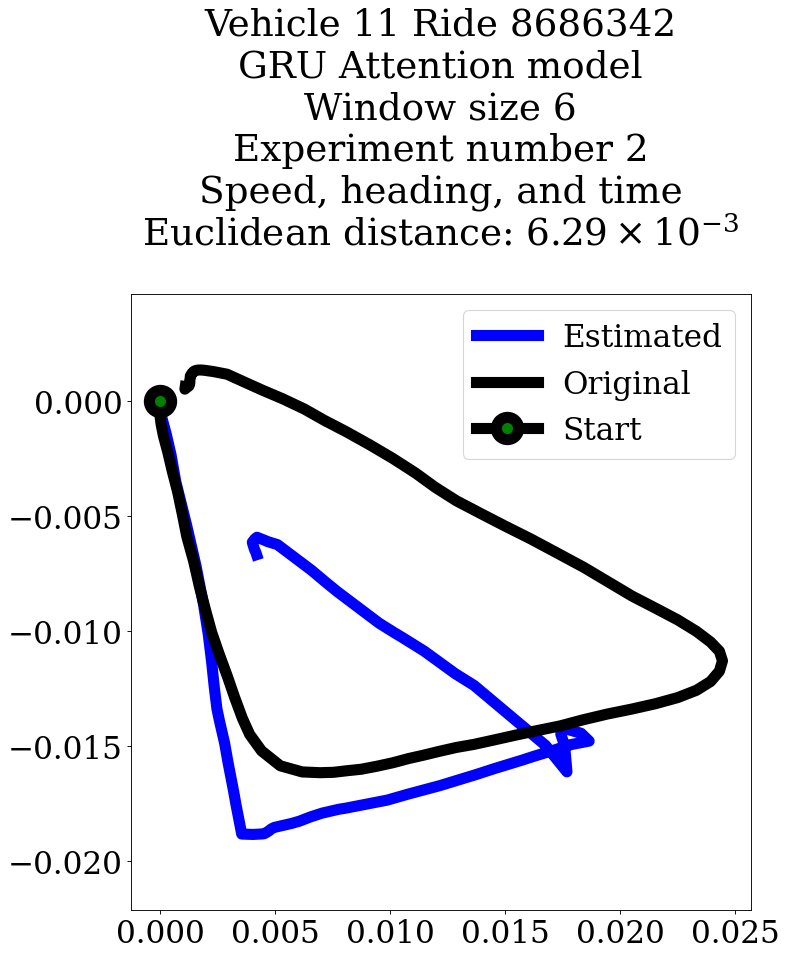 Vehicle 11 Ride 8686342
GRU Attention model
Window size 6
Experiment number 2
Speed, heading, and time
Euclidean distance: 6.29 × 10⁻³
Estimated
Original
Start
0.000
−0.005
−0.010
−0.015
−0.020
0.000 0.005 0.010 0.015 0.020 0.025